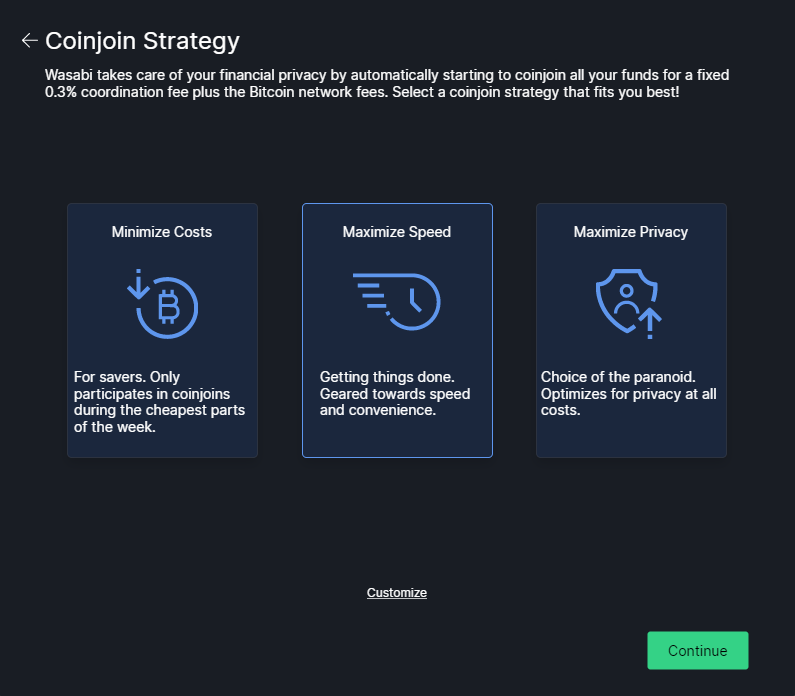 Coinjoin Strategy
Wasabi takes care of your financial privacy by automatically starting to coinjoin all your funds for a fixed
0.3% coordination fee plus the Bitcoin network fees. Select a coinjoin strategy that fits you best!
Minimize Costs
For savers. Only
participates in coinjoins
during the cheapest parts
of the week.
Maximize Speed
Getting things done.
Geared towards speed
and convenience.
Maximize Privacy
Choice of the paranoid.
Optimizes for privacy at all
costs.
Customize
Continue